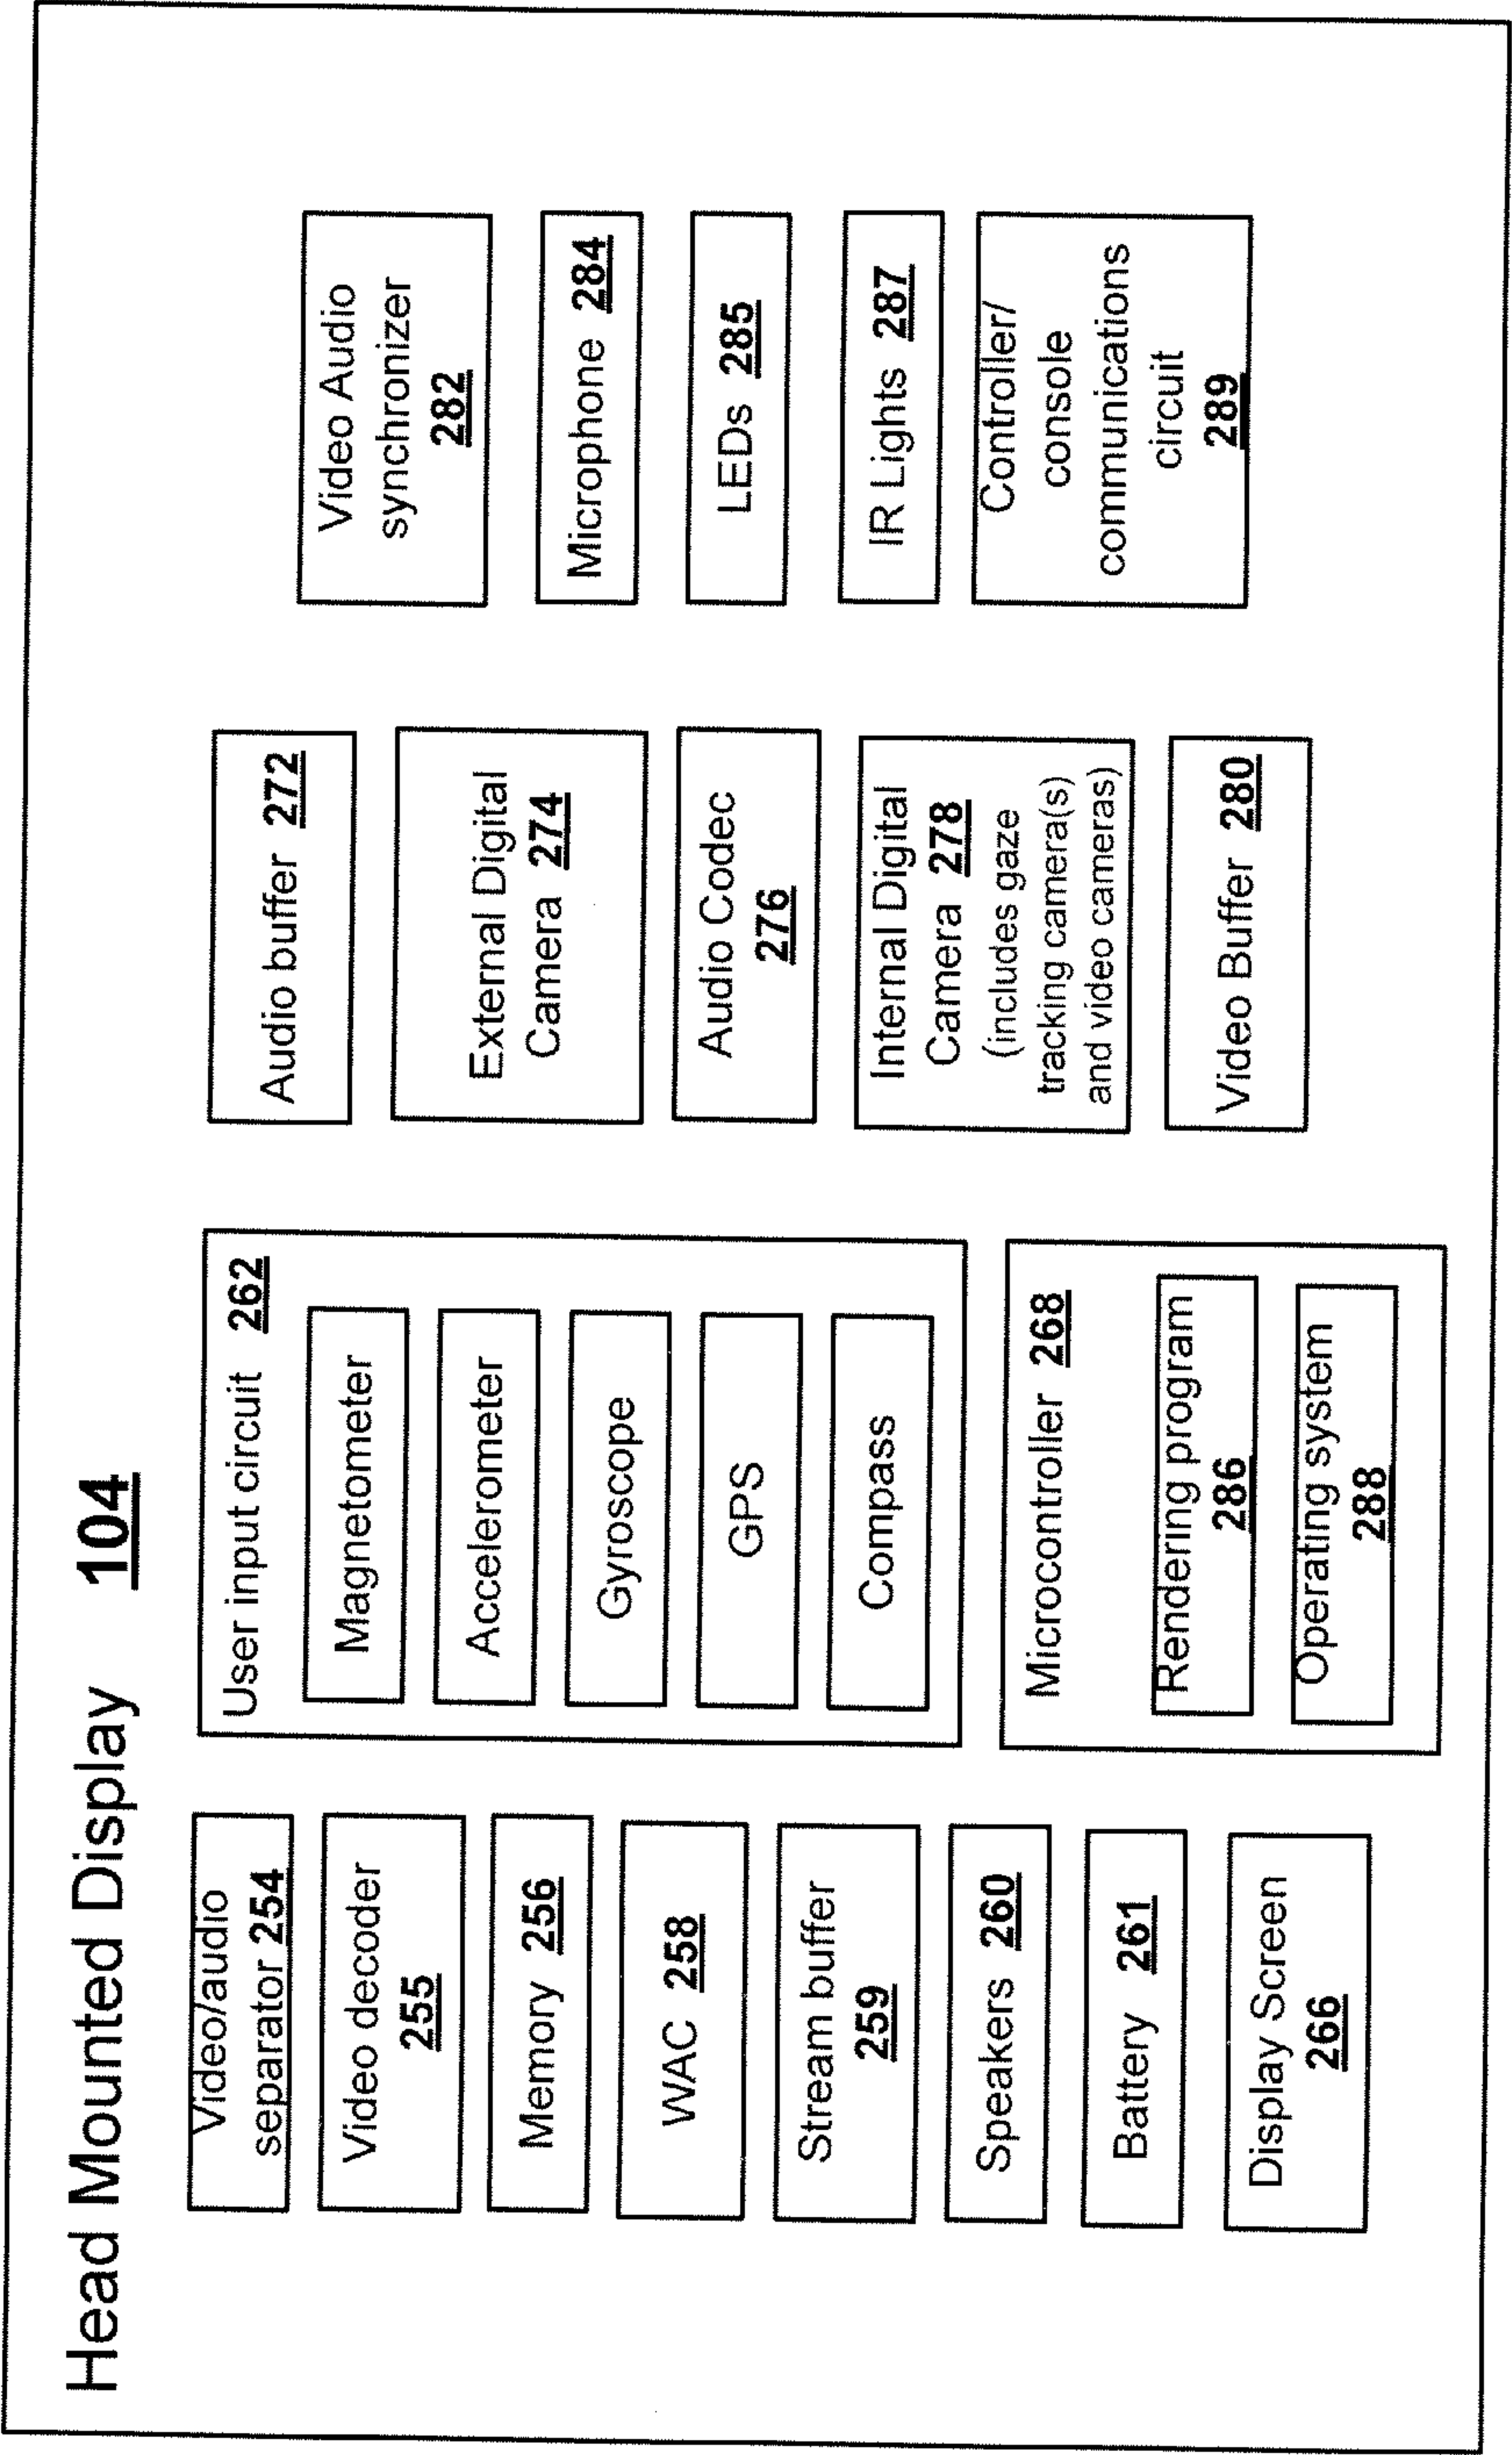 Head Mounted Display 104
Video/audio
separator 254
Video decoder
255
Memory 256
WAC 258
Stream buffer
259
Speakers 260
Battery 261
Display Screen
266
User input circuit 262
Magnetometer
Accelerometer
Gyroscope
GPS
Compass
Microcontroller 268
Rendering program
286
Operating system
288
Audio buffer 272
External Digital
Camera 274
Audio Codec
276
Internal Digital
Camera 278
(includes gaze
tracking camera(s)
and video cameras)
Video Buffer 280
Video Audio
synchronizer
282
Microphone 284
LEDs 285
IR Lights 287
Controller/
console
communications
circuit
289